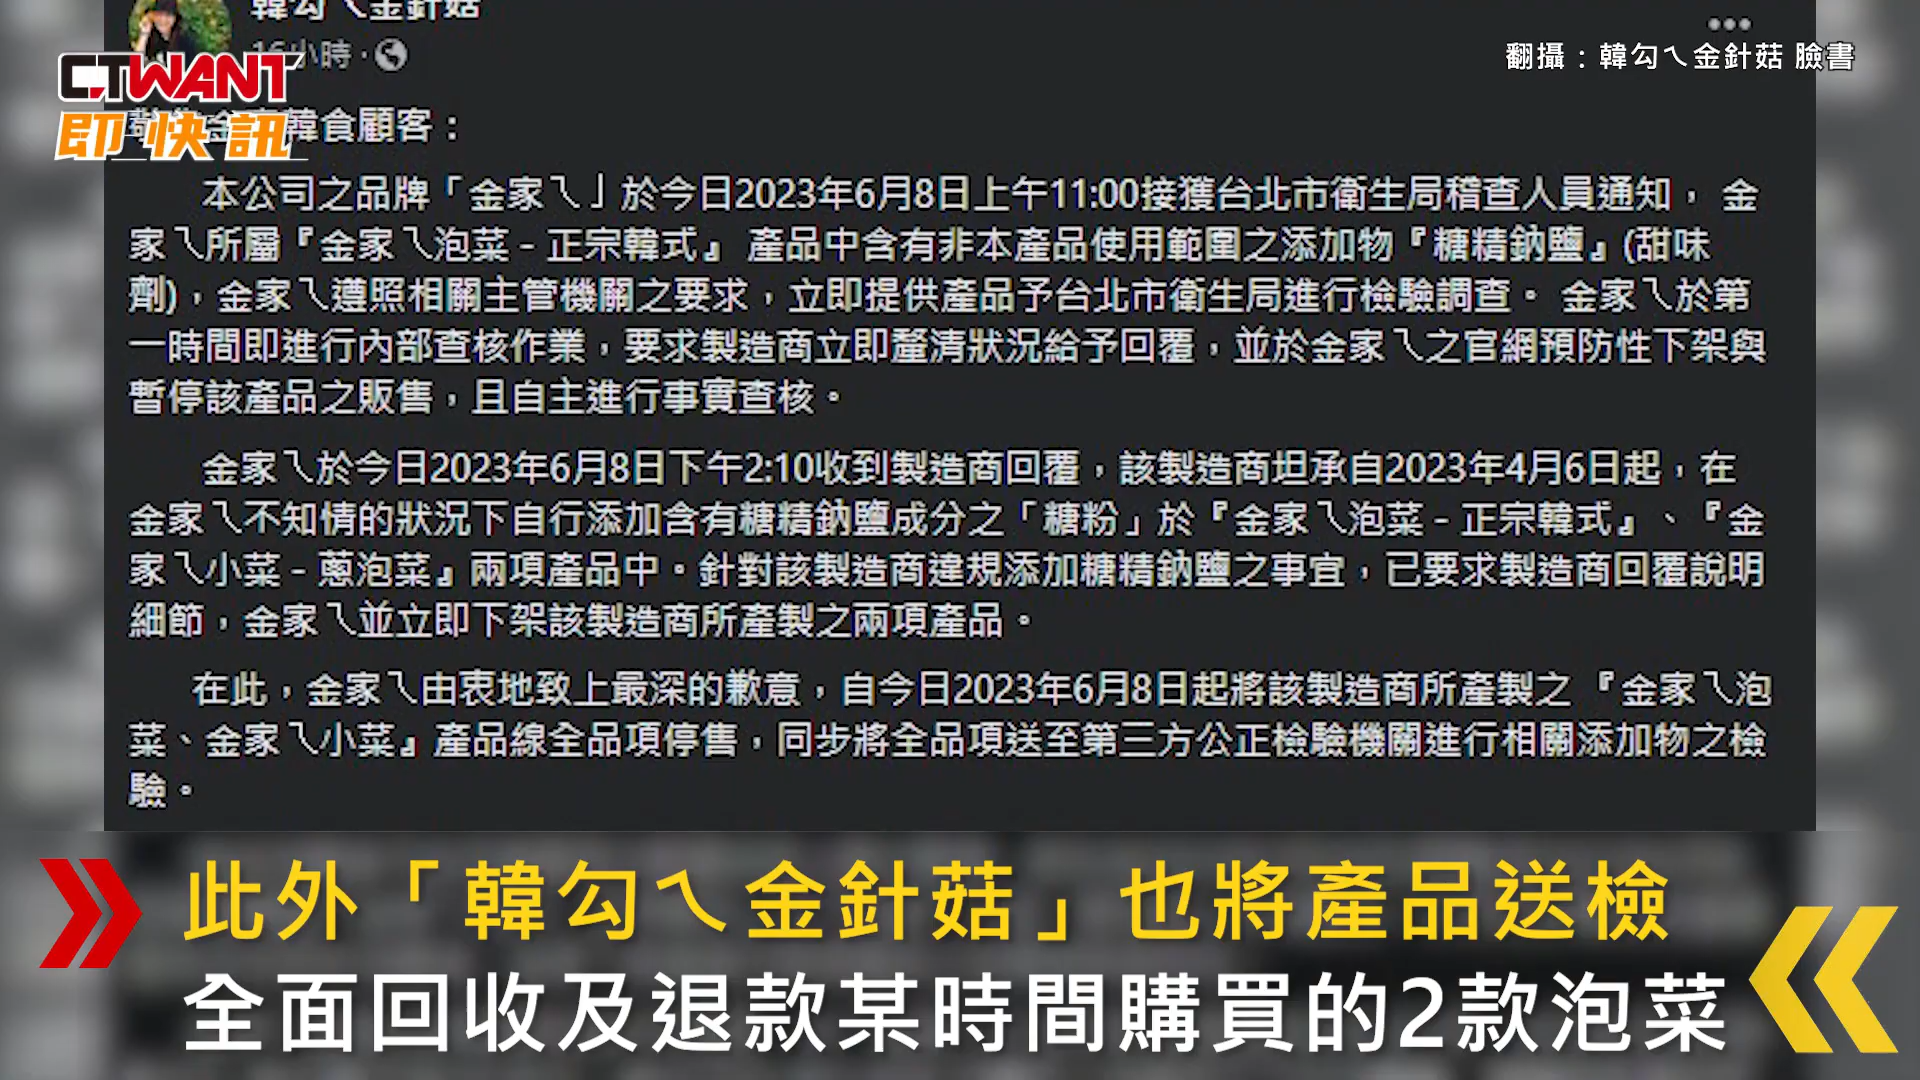 韓勾ㄟ金針菇
16小時
翻攝：韓勾ㄟ金針菇 臉書
CTWANT
即快訊
韓食顧客：
本公司之品牌「金家ㄟ」於今日2023年6月8日上午11:00接獲台北市衛生局稽查人員通知， 金
家ㄟ所屬『金家ㄟ泡菜－正宗韓式』 產品中含有非本產品使用範圍之添加物『糖精鈉鹽』(甜味
劑)，金家ㄟ遵照相關主管機關之要求，立即提供產品予台北市衛生局進行檢驗調查。 金家ㄟ於第
一時間即進行內部查核作業，要求製造商立即釐清狀況給予回覆，並於金家ㄟ之官網預防性下架與
暫停該產品之販售，且自主進行事實查核。
金家ㄟ於今日2023年6月8日下午2:10收到製造商回覆，該製造商坦承自2023年4月6日起，在
金家ㄟ不知情的狀況下自行添加含有糖精鈉鹽成分之「糖粉」於『金家ㄟ泡菜－正宗韓式』、『金
家ㄟ小菜－蔥泡菜』兩項產品中。針對該製造商違規添加糖精鈉鹽之事宜，已要求製造商回覆說明
細節，金家ㄟ並立即下架該製造商所產製之兩項產品。
在此，金家ㄟ由衷地致上最深的歉意，自今日2023年6月8日起將該製造商所產製之 『金家ㄟ泡
菜、金家ㄟ小菜』產品線全品項停售，同步將全品項送至第三方公正檢驗機關進行相關添加物之檢
驗。
此外「韓勾ㄟ金針菇」也將產品送檢
全面回收及退款某時間購買的2款泡菜